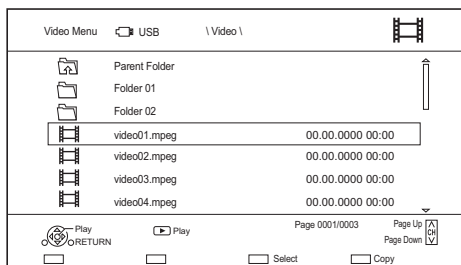 Video Menu USB \ Video \
Parent Folder
Folder 01
Folder 02
video01.mpeg 00.00.0000 00:00
video02.mpeg 00.00.0000 00:00
video03.mpeg 00.00.0000 00:00
video04.mpeg 00.00.0000 00:00
Play Play Page 0001/0003 Page Up
RETURN CH Page Down
Select Copy